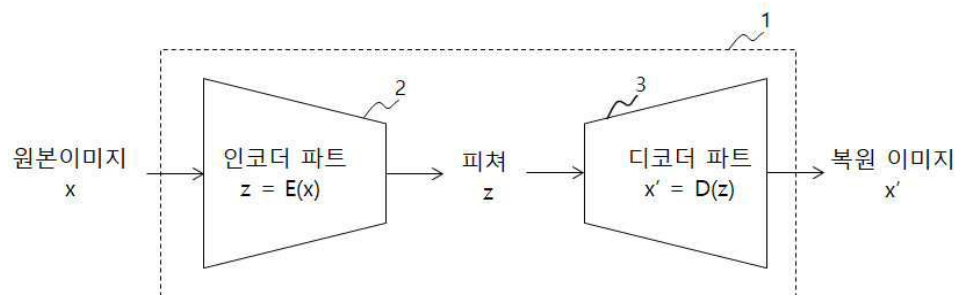 1
2
3
원본이미지
x
인코더 파트
z = E(x)
피쳐
z
디코더 파트
x′ = D(z)
복원 이미지
x′